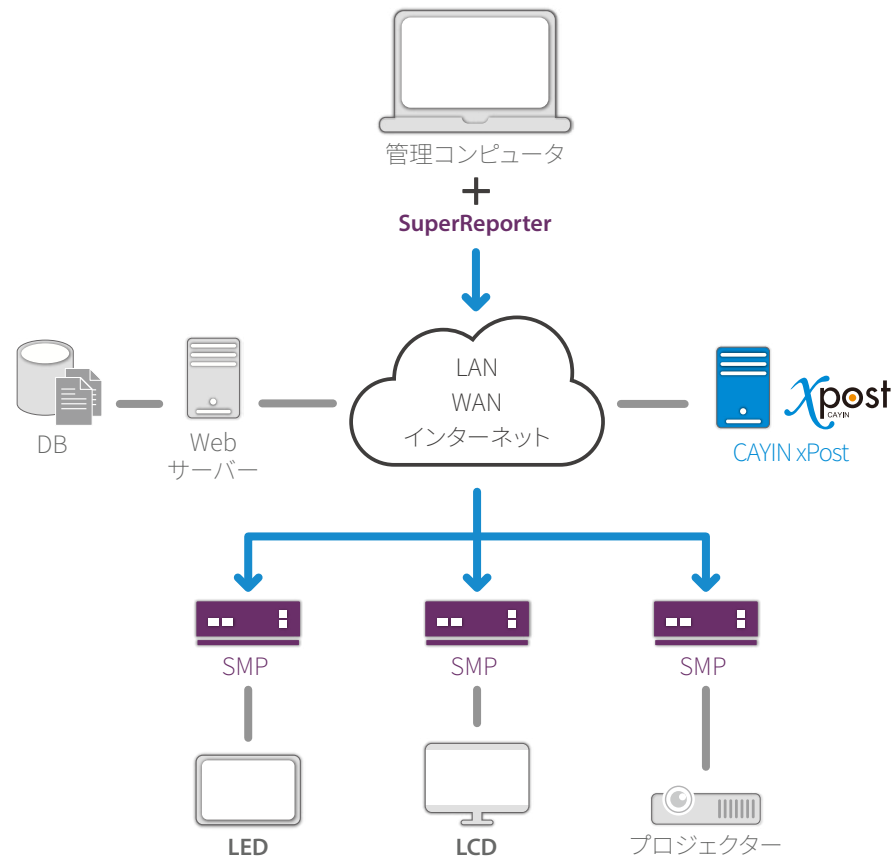 管理コンピュータ
+
SuperReporter
LAN
WAN
インターネット
DB
Web
サーバー
Xpost
CAYIN
CAYIN xPost
SMP
SMP
SMP
LED
LCD
プロジェクター